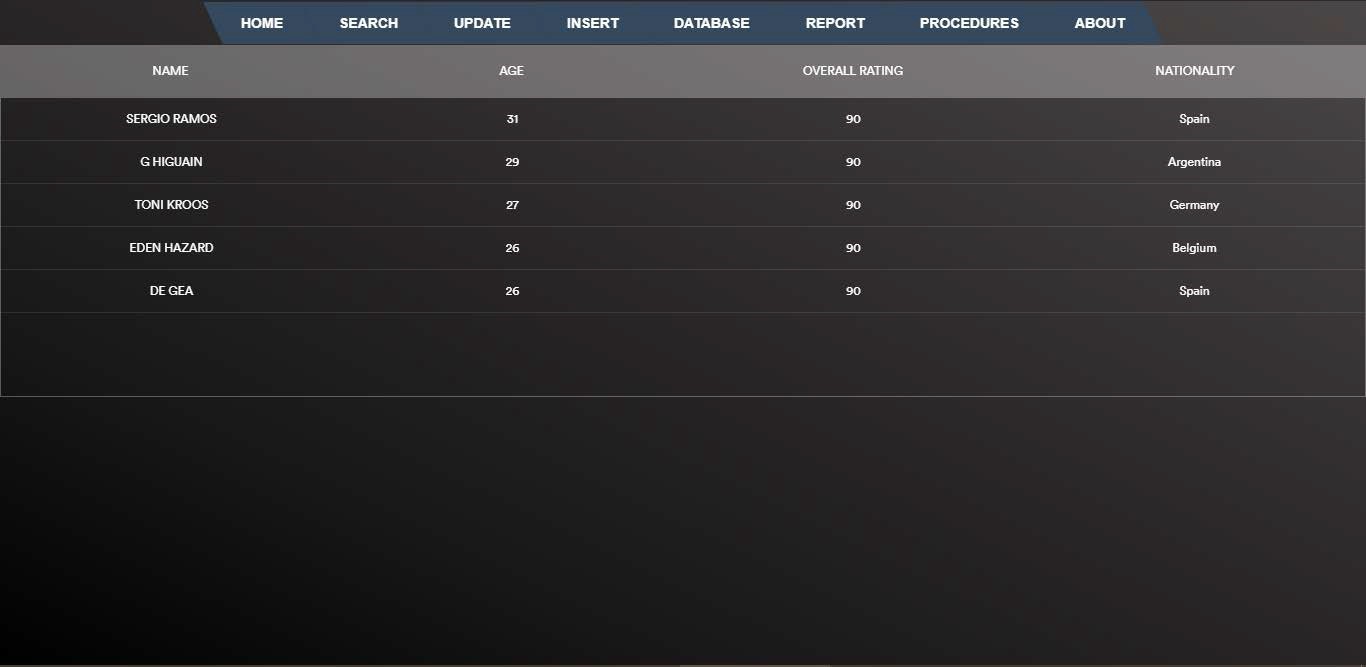 HOME SEARCH UPDATE INSERT DATABASE REPORT PROCEDURES ABOUT
NAME AGE OVERALL RATING NATIONALITY
SERGIO RAMOS 31 90 Spain
G HIGUAIN 29 90 Argentina
TONI KROOS 27 90 Germany
EDEN HAZARD 26 90 Belgium
DE GEA 26 90 Spain